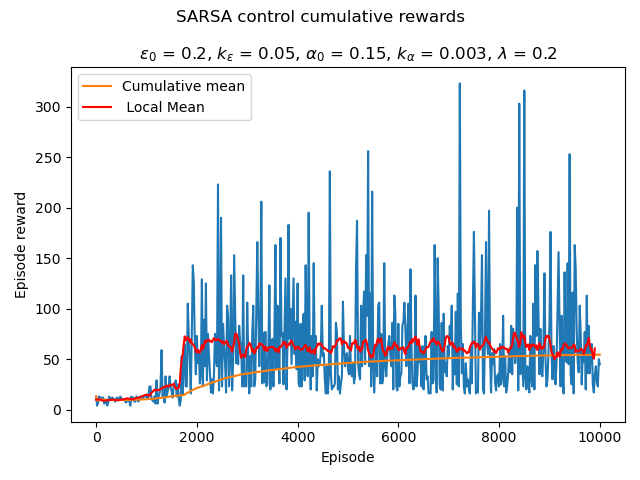 SARSA control cumulative rewards
ε₀ = 0.2, kε = 0.05, α₀ = 0.15, kα = 0.003, λ = 0.2
Cumulative mean
Local Mean
Episode reward
300
250
200
150
100
50
0
0 2000 4000 6000 8000 10000
Episode